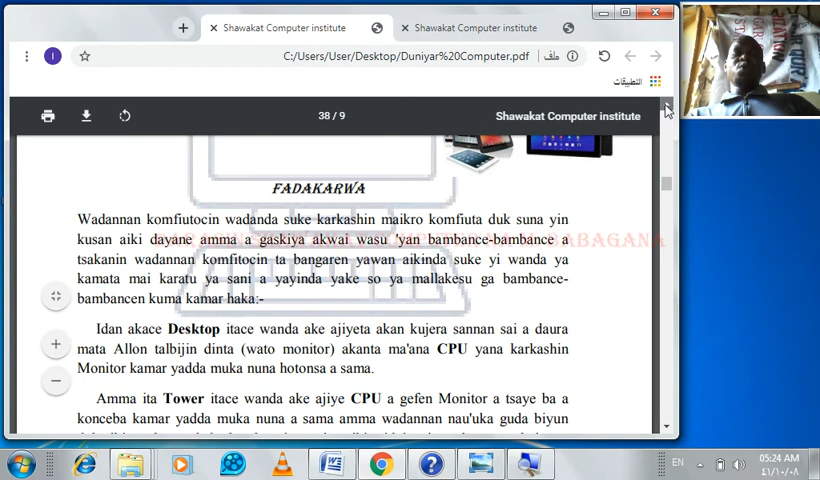 Shawakat Computer institute
Shawakat Computer institute
C:/Users/User/Desktop/Duniyar%20Computer.pdf
ملف
التطبيقات
38 / 9
Shawakat Computer institute
FADAKARWA
Wadannan komfiutocin wadanda suke karkashin maikro komfiuta duk suna yin
kusan aiki dayane amma a gaskiya akwai wasu 'yan bambance-bambance a
BABAGANA
tsakanin wadannan komfitocin ta bangaren yawan aikinda suke yi wanda ya
kamata mai karatu ya sani a yayinda yake so ya mallakesu ga bambance-
bambancen kuma kamar haka:-
Idan akace Desktop itace wanda ake ajiyeta akan kujera sannan sai a daura
mata Allon talbijin dinta (wato monitor) akanta ma'ana CPU yana karkashin
Monitor kamar yadda muka nuna hotonsa a sama.
Amma ita Tower itace wanda ake ajiye CPU a gefen Monitor a tsaye ba a
konceba kamar yadda muka nuna a sama amma wadannan nau'uka guda biyun
EN
05:24 AM
٤١/١٠/٠٨